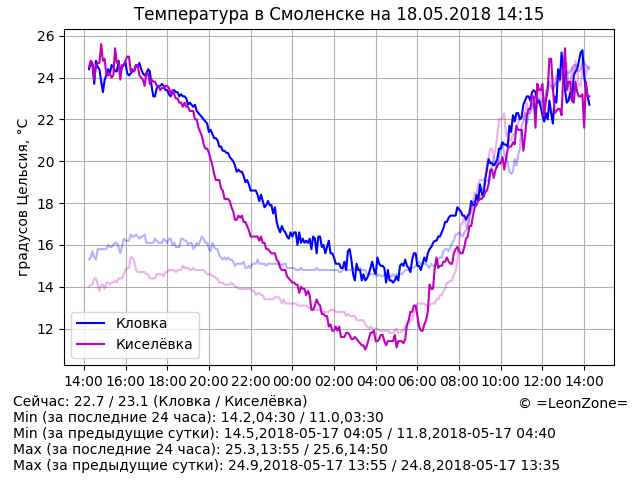 Температура в Смоленске на 18.05.2018 14:15
градусов Цельсия, °C
26
24
22
20
18
16
14
12
Кловка
Киселёвка
14:00 16:00 18:00 20:00 22:00 00:00 02:00 04:00 06:00 08:00 10:00 12:00 14:00
Сейчас: 22.7 / 23.1 (Кловка / Киселёвка)
© =LeonZone=
Min (за последние 24 часа): 14.2,04:30 / 11.0,03:30
Min (за предыдущие сутки): 14.5,2018-05-17 04:05 / 11.8,2018-05-17 04:40
Max (за последние 24 часа): 25.3,13:55 / 25.6,14:50
Max (за предыдущие сутки): 24.9,2018-05-17 13:55 / 24.8,2018-05-17 13:35